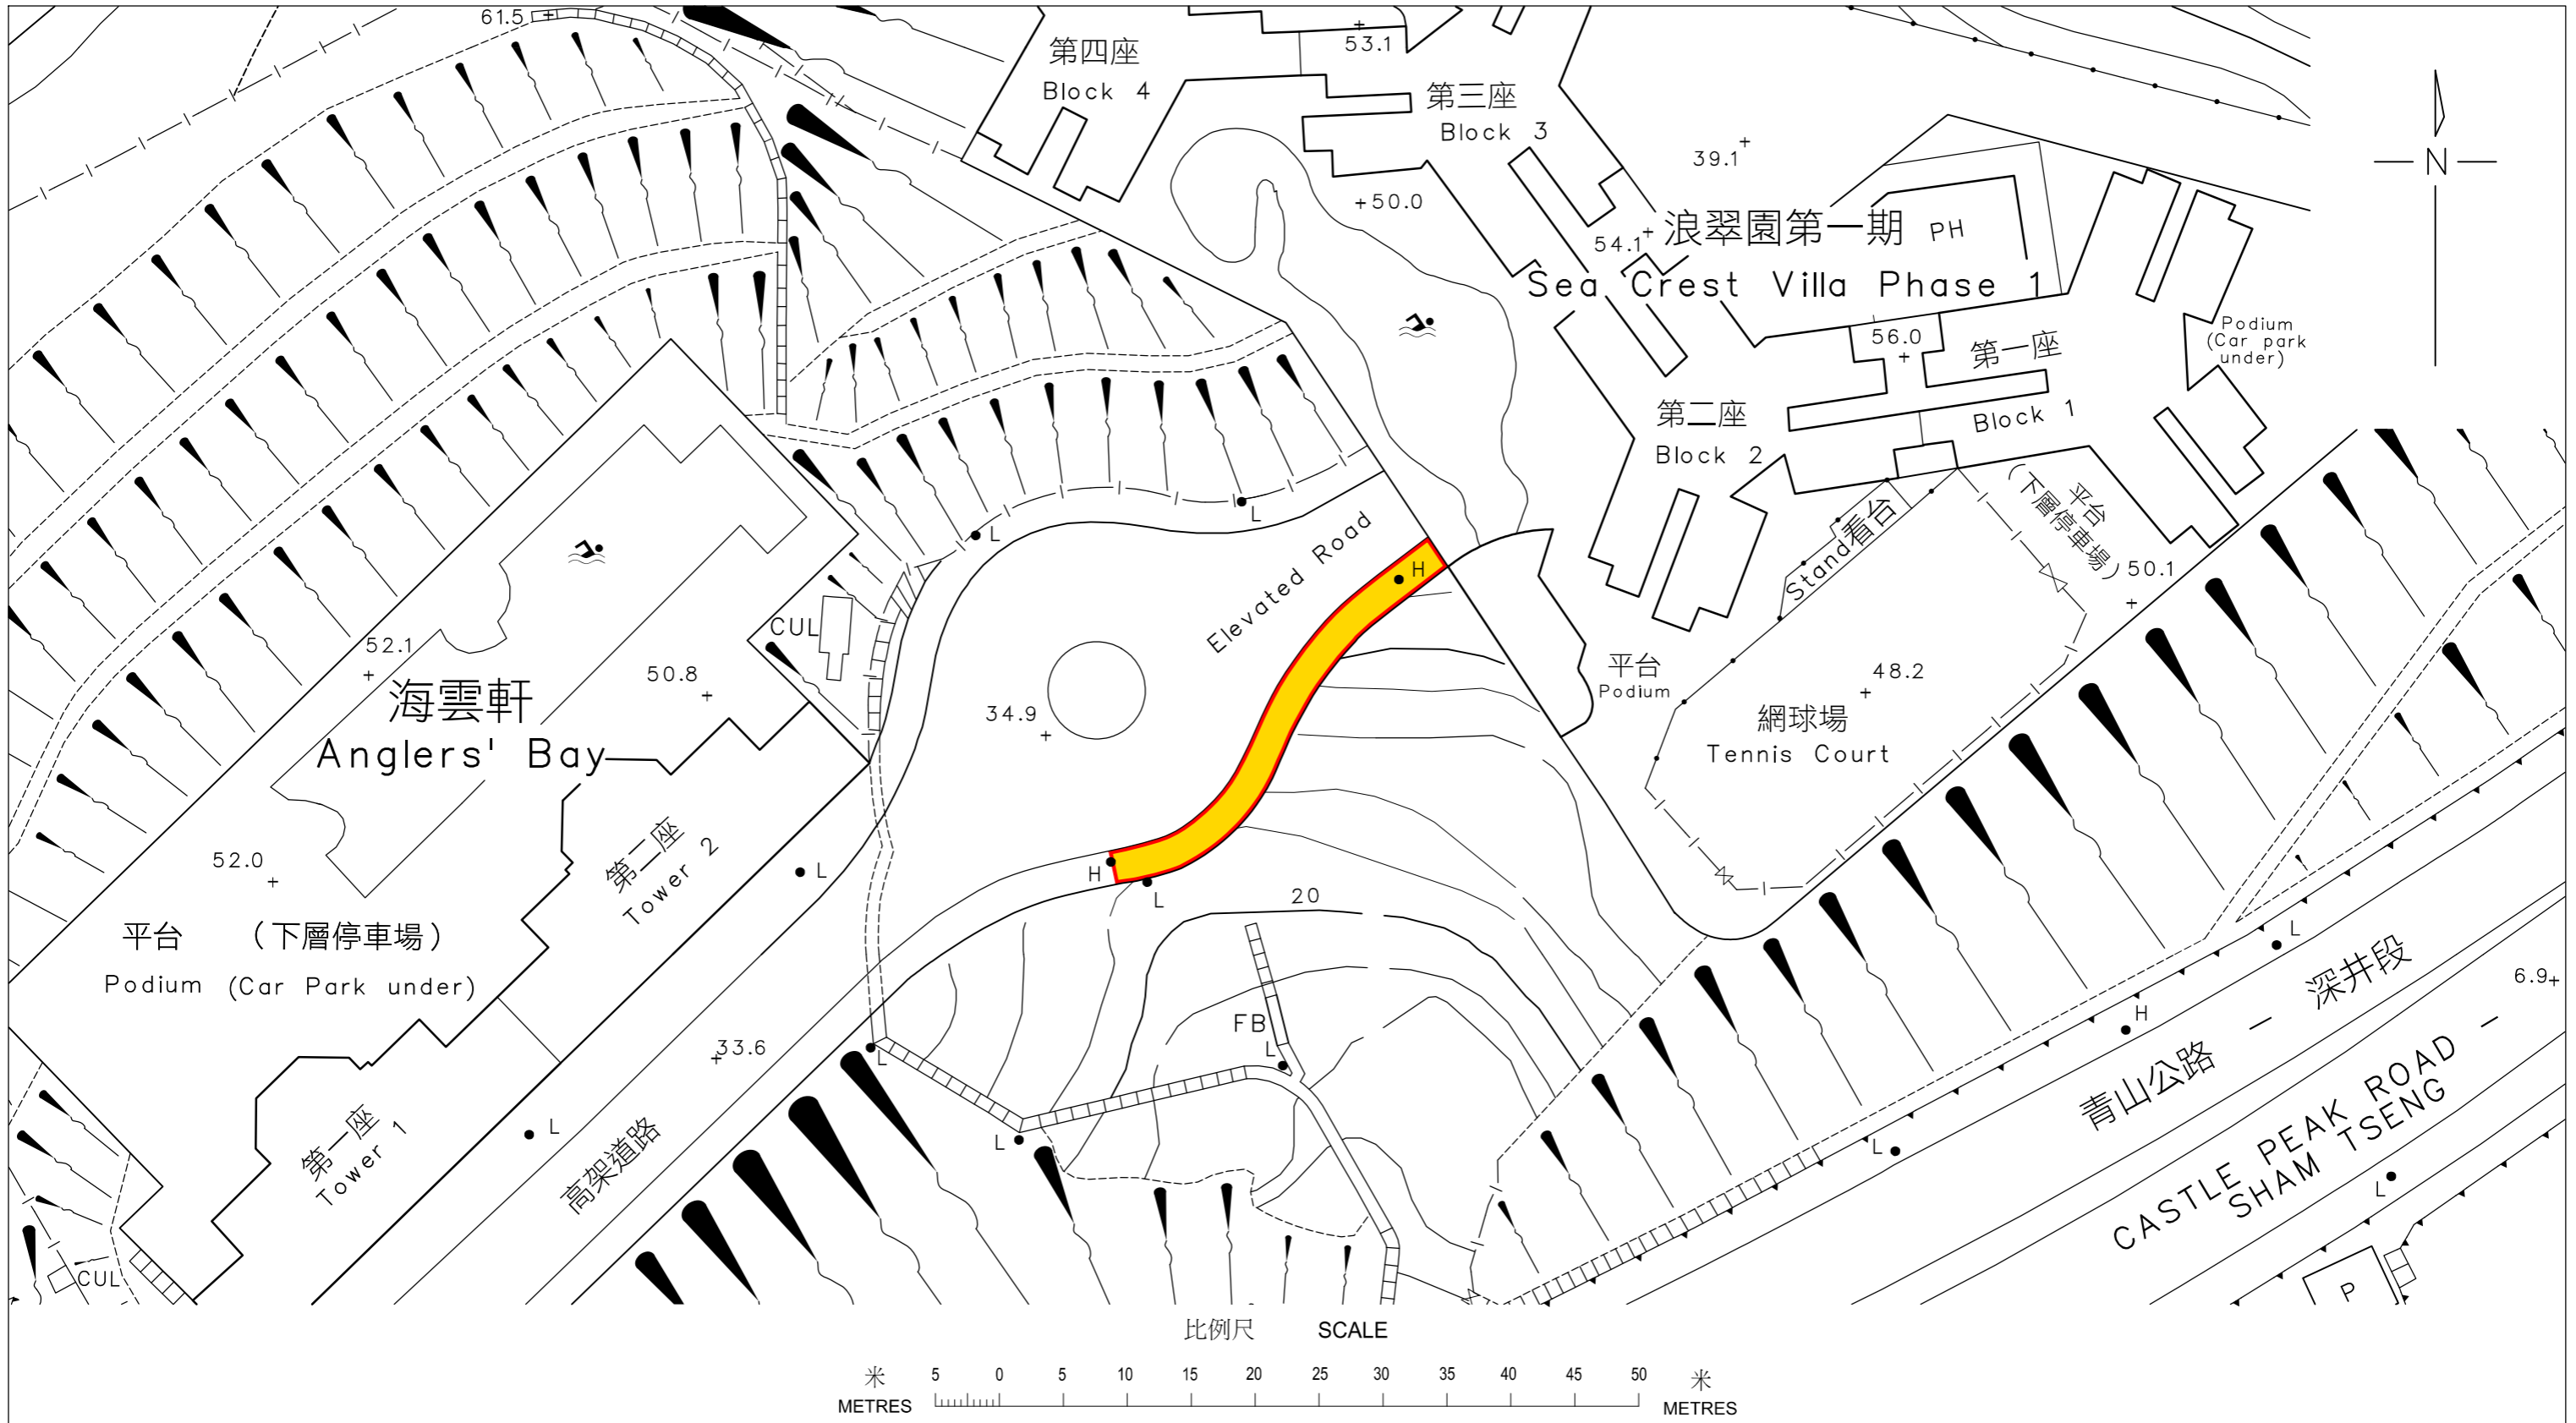 61.5
53.1
第四座
Block 4
第三座
Block 3
39.1
N
50.0
54.1
浪翠園第一期
PH
Sea Crest Villa Phase 1
56.0
第一座
Block 1
Podium
(Car park
under)
第二座
Block 2
平台
(下層停車場)
Stand看台
50.1
Elevated Road
H
L
L
CUL
52.1
50.8
海雲軒
Anglers' Bay
34.9
平台
Podium
48.2
網球場
Tennis Court
第二座
Tower 2
52.0
L
H
L
20
平台 (下層停車場)
Podium (Car Park under)
33.6
L
FB
L
L
深井段
6.9
H
青山公路 -
CASTLE PEAK ROAD -
SHAM TSENG
第一座
Tower 1
L
高架道路
L
L
L
CUL
P
比例尺 SCALE
米 5 0 5 10 15 20 25 30 35 40 45 50 米
METRES METRES